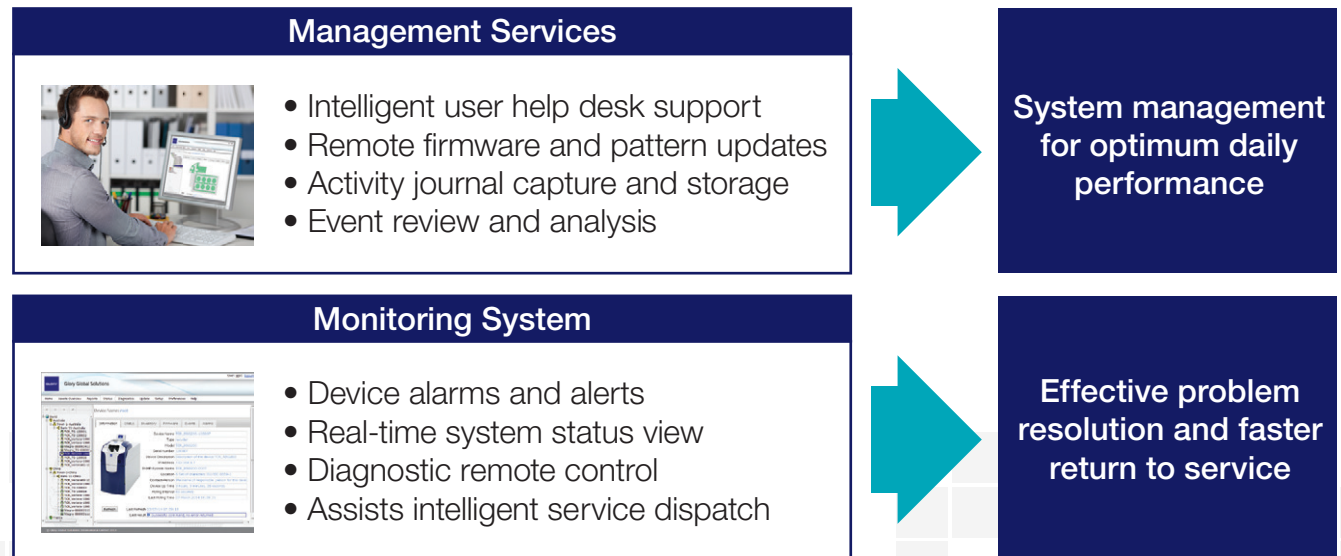 Management Services
• Intelligent user help desk support
• Remote firmware and pattern updates
• Activity journal capture and storage
• Event review and analysis
System management
for optimum daily
performance
Monitoring System
Glory Global Solutions
• Device alarms and alerts
• Real-time system status view
• Diagnostic remote control
• Assists intelligent service dispatch
Effective problem
resolution and faster
return to service